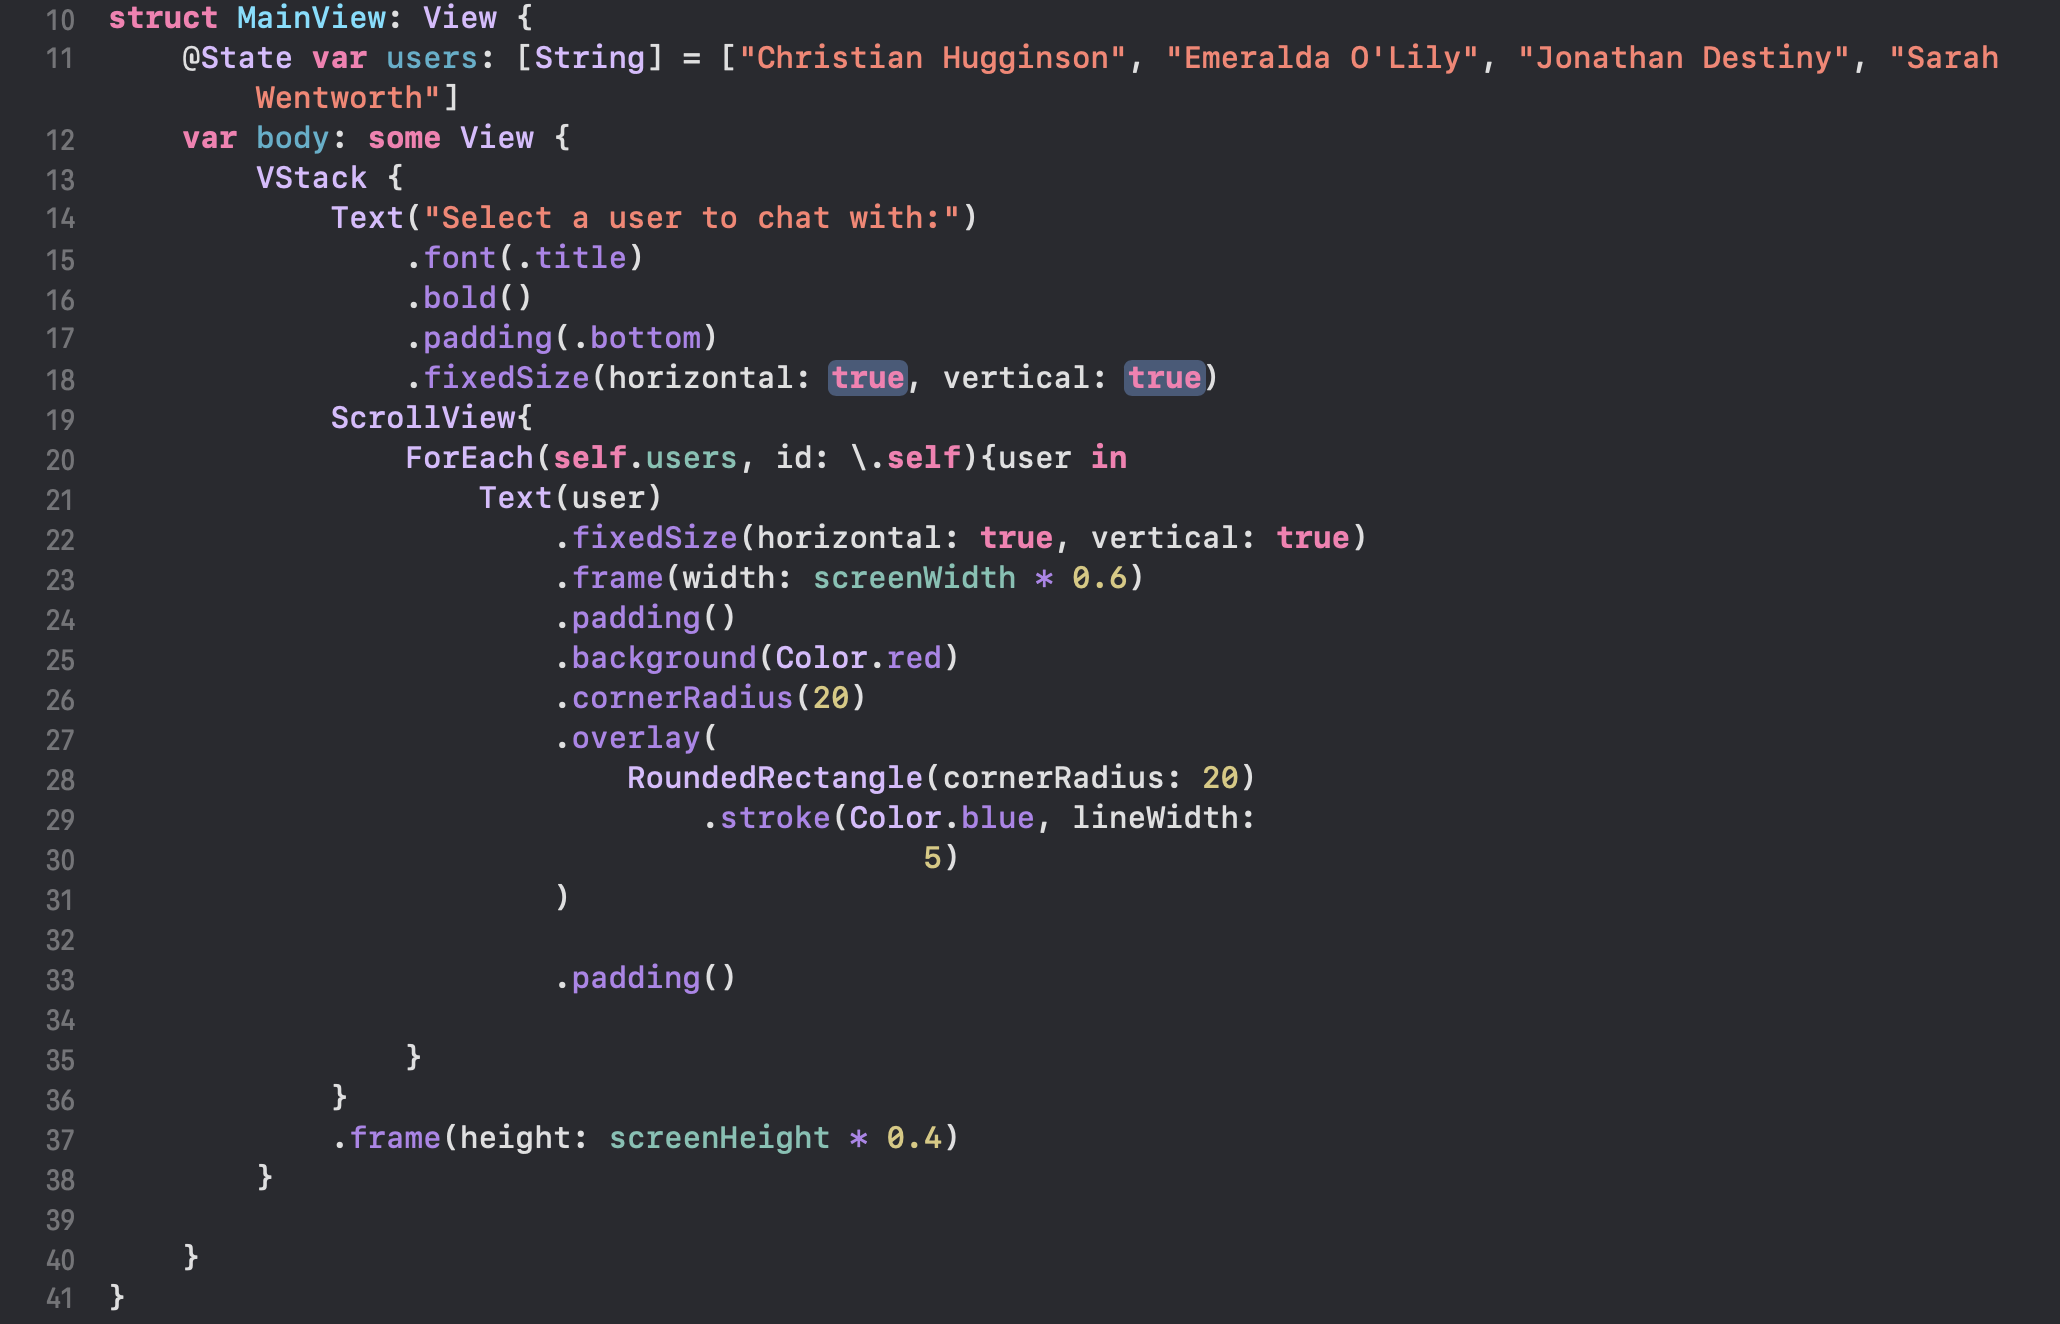 10 struct MainView: View {
11     @State var users: [String] = ["Christian Hugginson", "Emeralda O'Lily", "Jonathan Destiny", "Sarah
        Wentworth"]
12     var body: some View {
13         VStack {
14             Text("Select a user to chat with:")
15                 .font(.title)
16                 .bold()
17                 .padding(.bottom)
18                 .fixedSize(horizontal: true, vertical: true)
19             ScrollView{
20                 ForEach(self.users, id: \.self){user in
21                     Text(user)
22                         .fixedSize(horizontal: true, vertical: true)
23                         .frame(width: screenWidth * 0.6)
24                         .padding()
25                         .background(Color.red)
26                         .cornerRadius(20)
27                         .overlay(
28                             RoundedRectangle(cornerRadius: 20)
29                                 .stroke(Color.blue, lineWidth:
30                                             5)
31                         )
32
33                         .padding()
34
35                 }
36             }
37             .frame(height: screenHeight * 0.4)
38         }
39
40     }
41 }